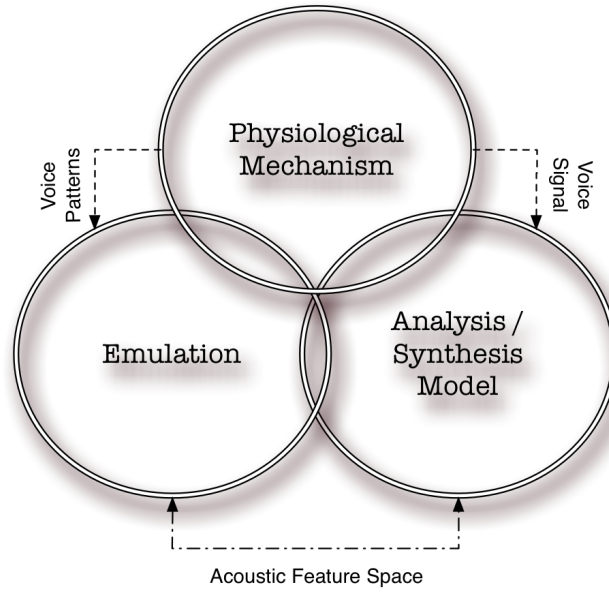 Physiological
Mechanism
Voice
Patterns
Voice
Signal
Emulation
Analysis /
Synthesis
Model
Acoustic Feature Space